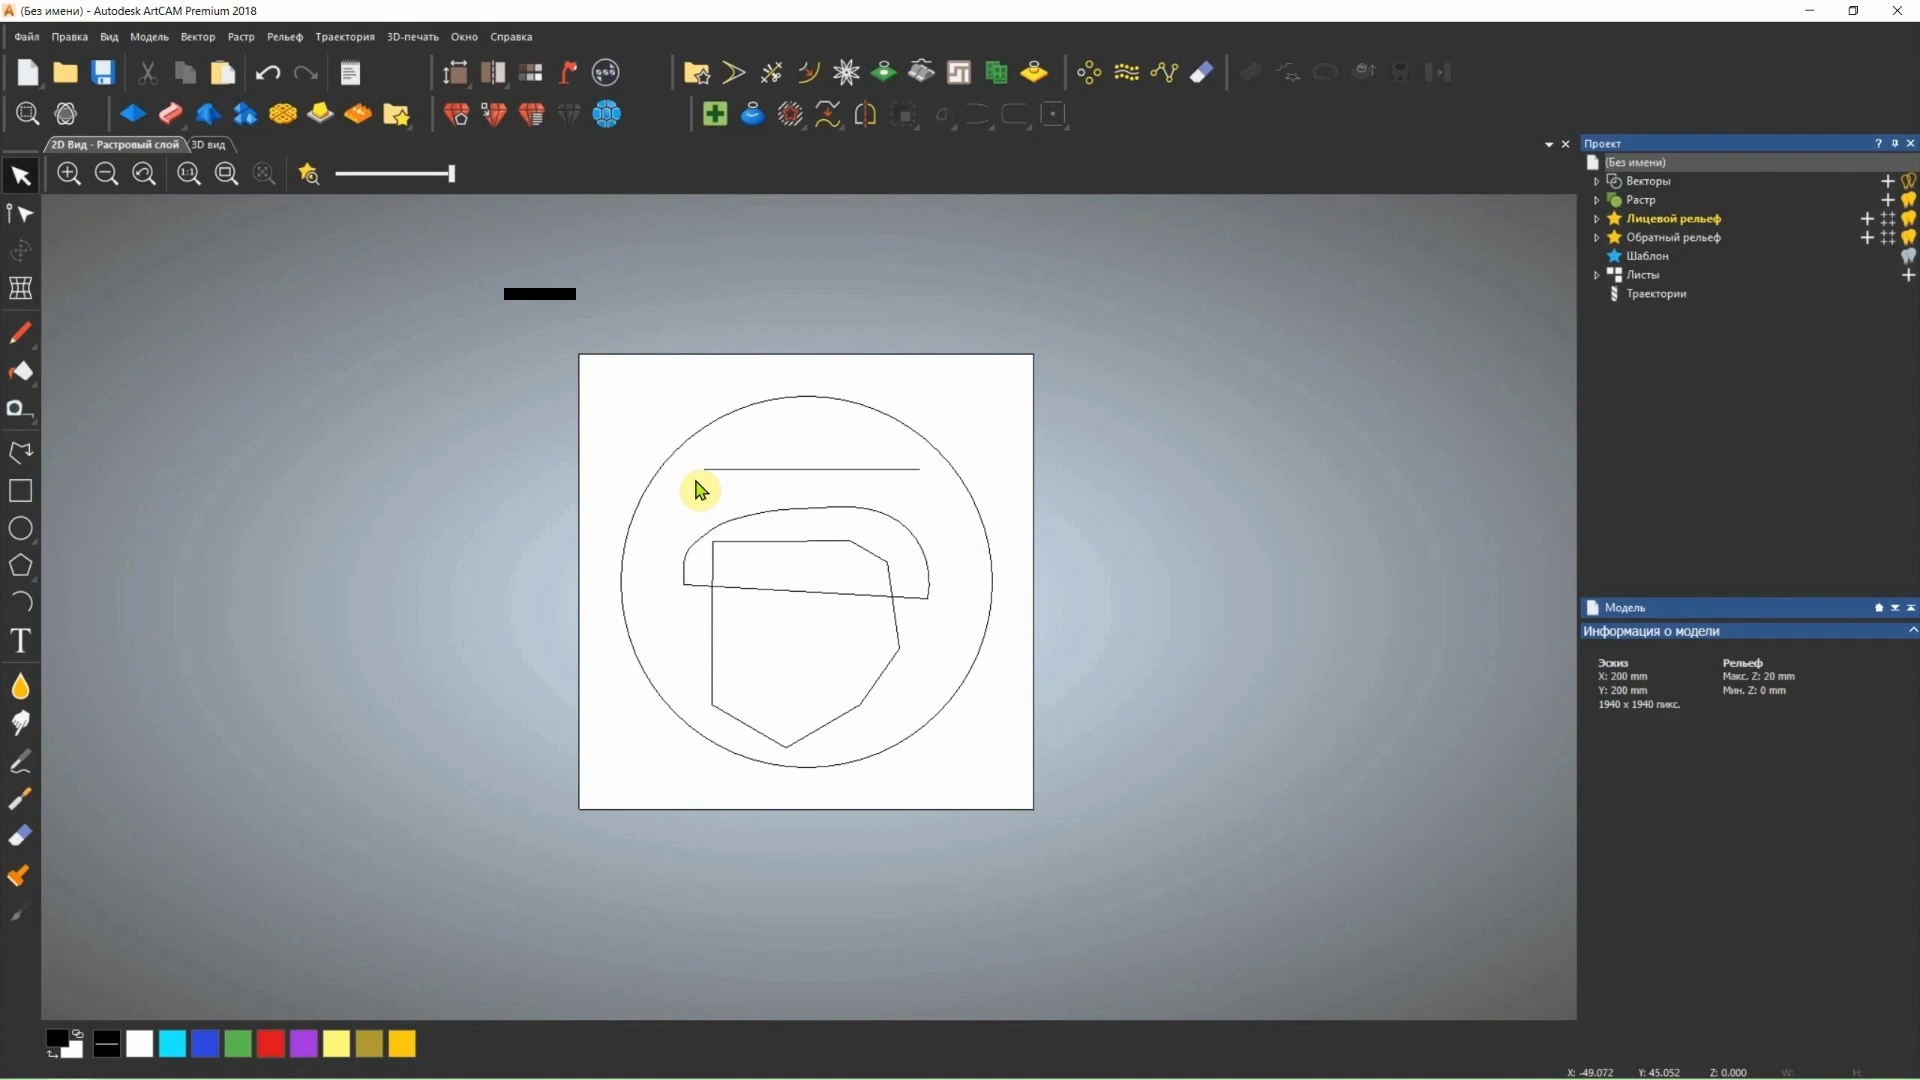 (Без имени) - Autodesk ArtCAM Premium 2018
Файл Правка Вид Модель Вектор Растр Рельеф Траектория 3D-печать Окно Справка
2D Вид - Растровый слой 3D вид
1:1
T
Проект
(Без имени)
Векторы
Растр
Лицевой рельеф
Обратный рельеф
Шаблон
Листы
Траектории
Модель
Информация о модели
Эскиз Рельеф
X: 200 mm Макс. Z: 20 mm
Y: 200 mm Мин. Z: 0 mm
1940 x 1940 пикс.
X: -49.072 Y: 45.052 Z: 0.000 W: H: